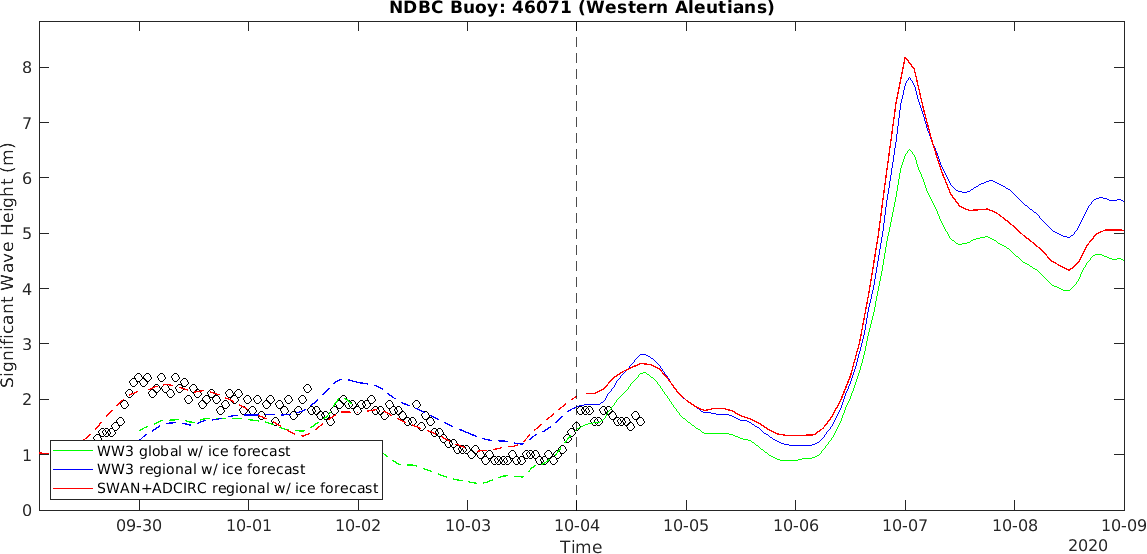 NDBC Buoy: 46071 (Western Aleutians)
Significant Wave Height (m)
8
7
6
5
4
3
2
1
0
WW3 global w/ ice forecast
WW3 regional w/ ice forecast
SWAN+ADCIRC regional w/ ice forecast
09-30 10-01 10-02 10-03 10-04 10-05 10-06 10-07 10-08 10-09
Time
2020